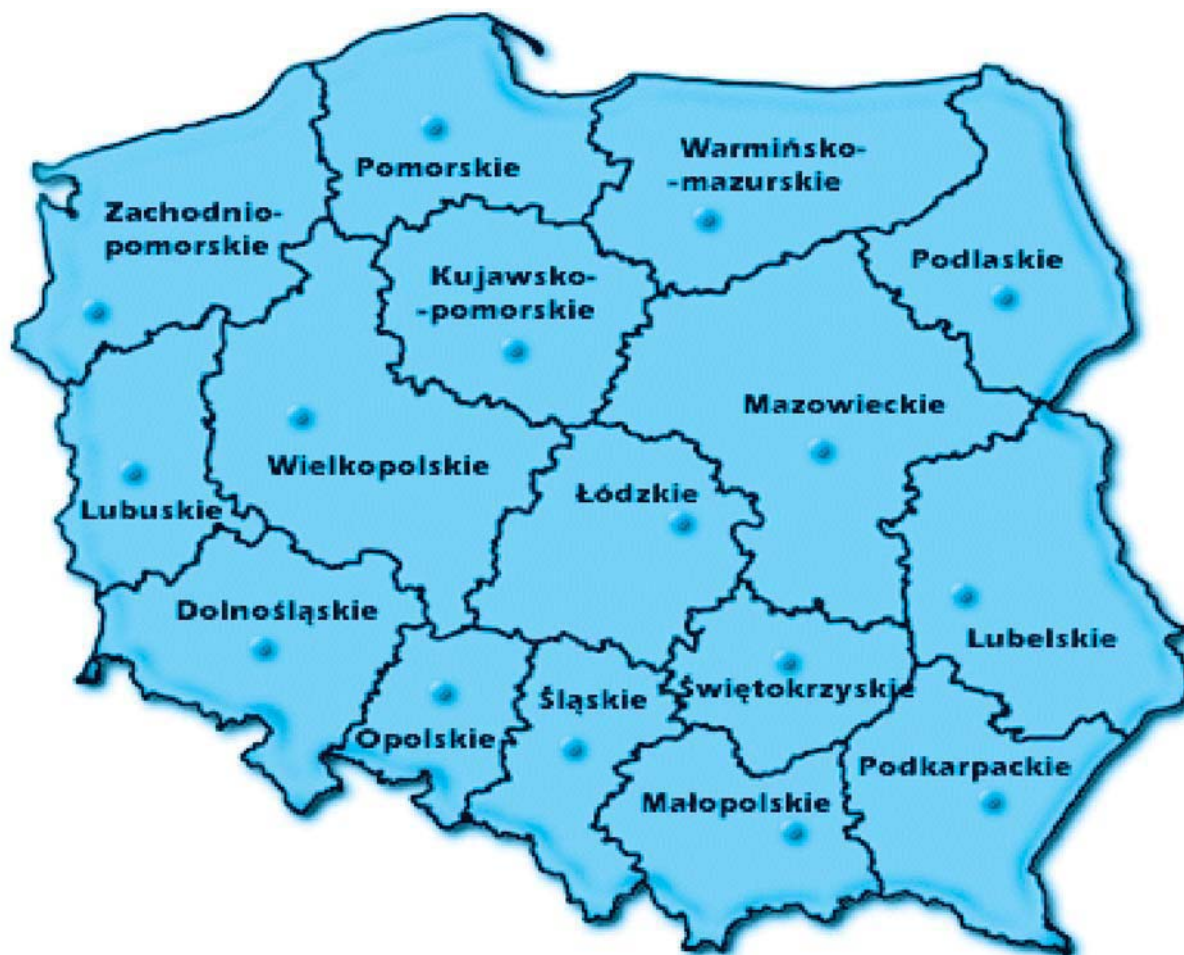 Pomorskie
Warmińsko-
-mazurskie
Zachodnio-
pomorskie
Kujawsko-
-pomorskie
Podlaskie
Mazowieckie
Wielkopolskie
Łódzkie
Lubuskie
Dolnośląskie
Lubelskie
Śląskie
Świętokrzyskie
Opolskie
Podkarpackie
Małopolskie